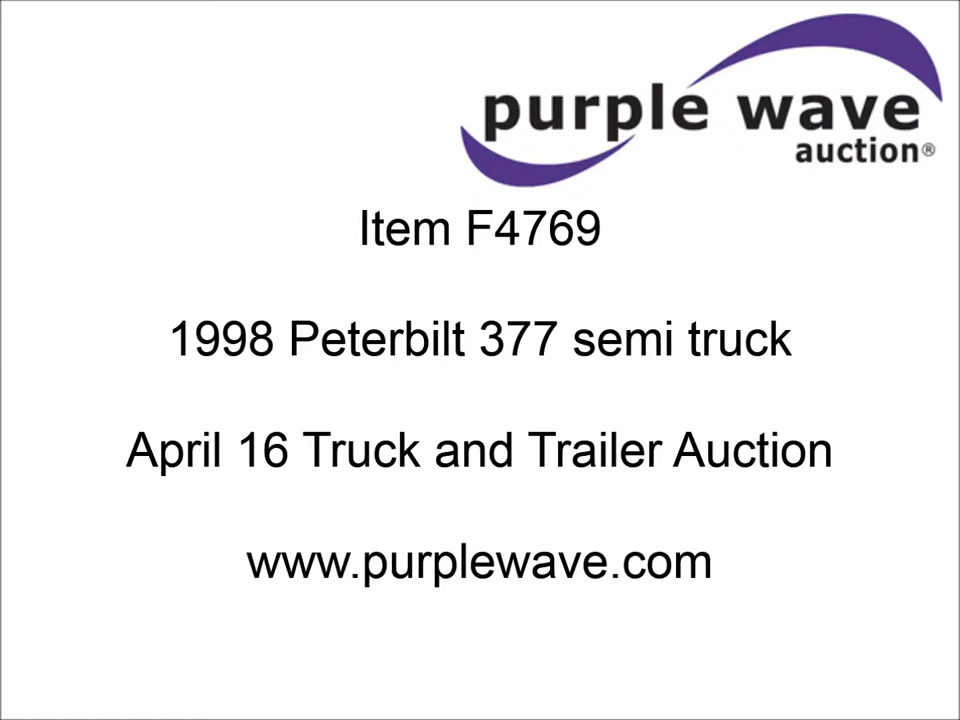 purple wave
auction®
Item F4769
1998 Peterbilt 377 semi truck
April 16 Truck and Trailer Auction
www.purplewave.com